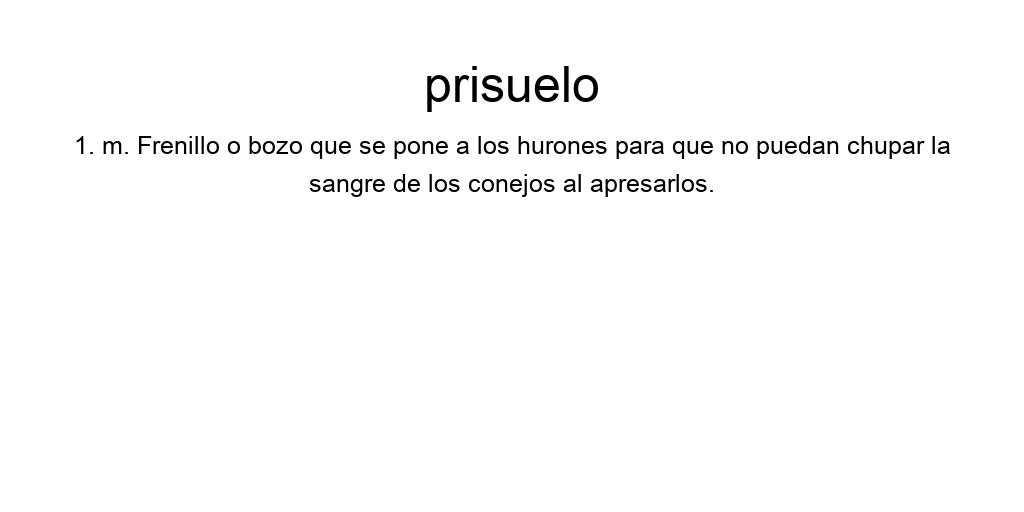 prisuelo
1. m. Frenillo o bozo que se pone a los hurones para que no puedan chupar la
sangre de los conejos al apresarlos.